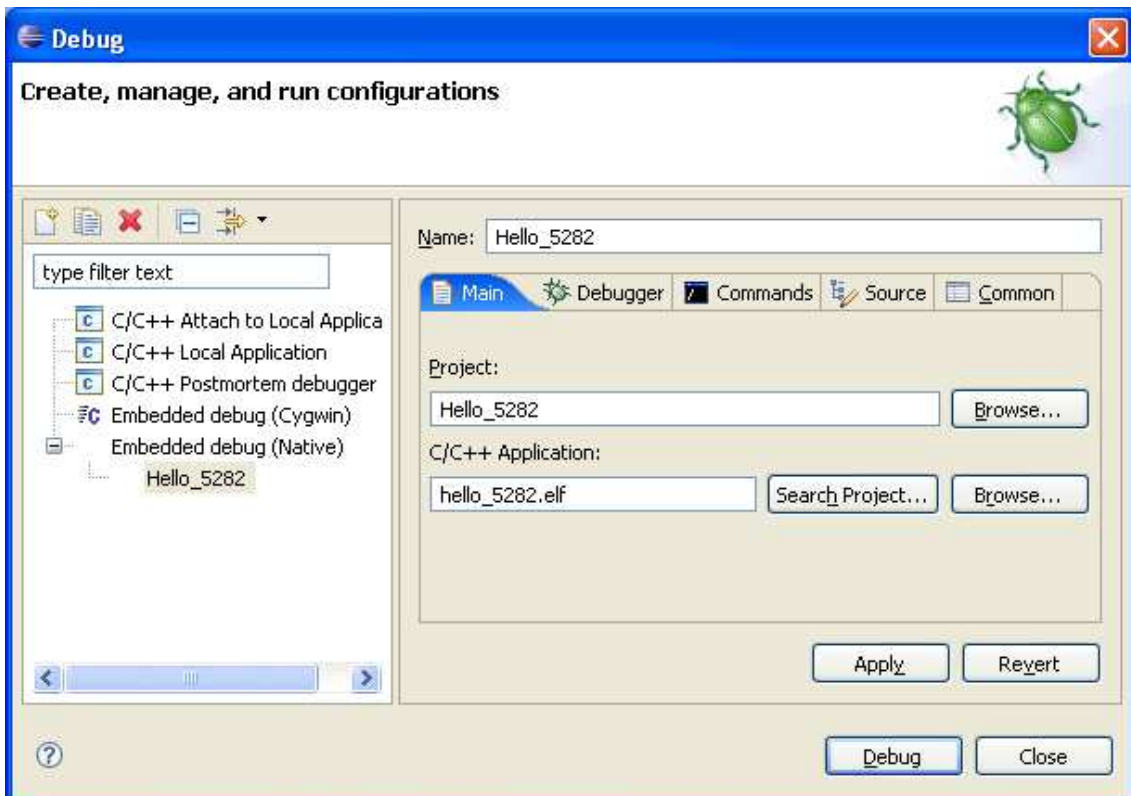 Debug
Create, manage, and run configurations
type filter text
C/C++ Attach to Local Applica
C/C++ Local Application
C/C++ Postmortem debugger
Embedded debug (Cygwin)
Embedded debug (Native)
Hello_5282
Name: Hello_5282
Main Debugger Commands Source Common
Project:
Hello_5282 Browse...
C/C++ Application:
hello_5282.elf Search Project... Browse...
Apply Revert
Debug Close